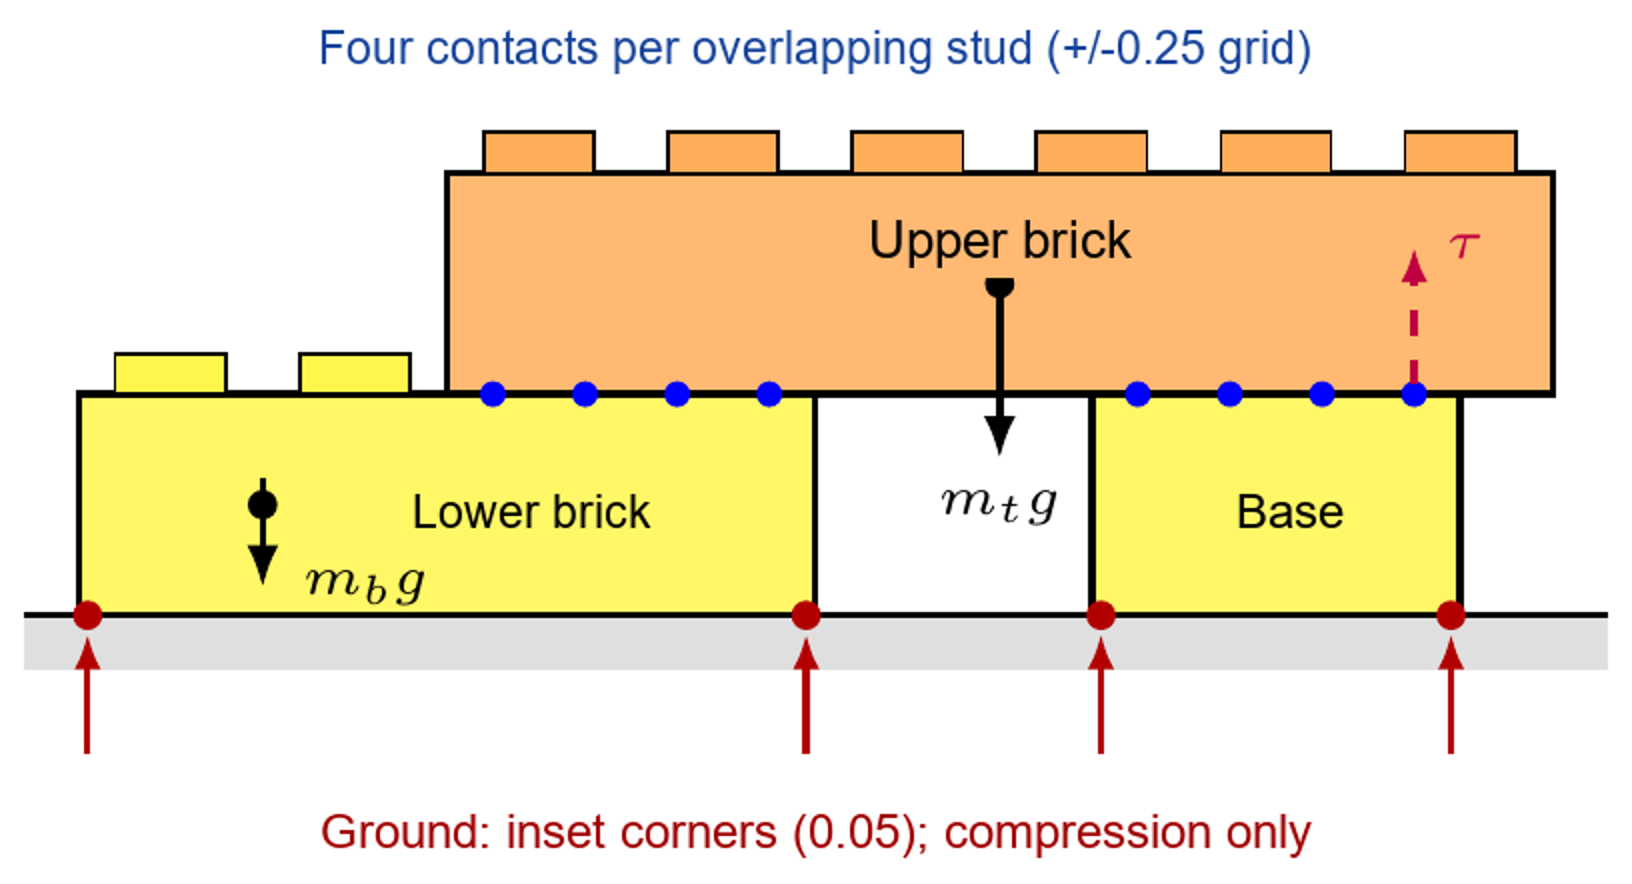 Four contacts per overlapping stud (+/-0.25 grid)
Upper brick
τ
m_t g
Lower brick
Base
m_b g
Ground: inset corners (0.05); compression only